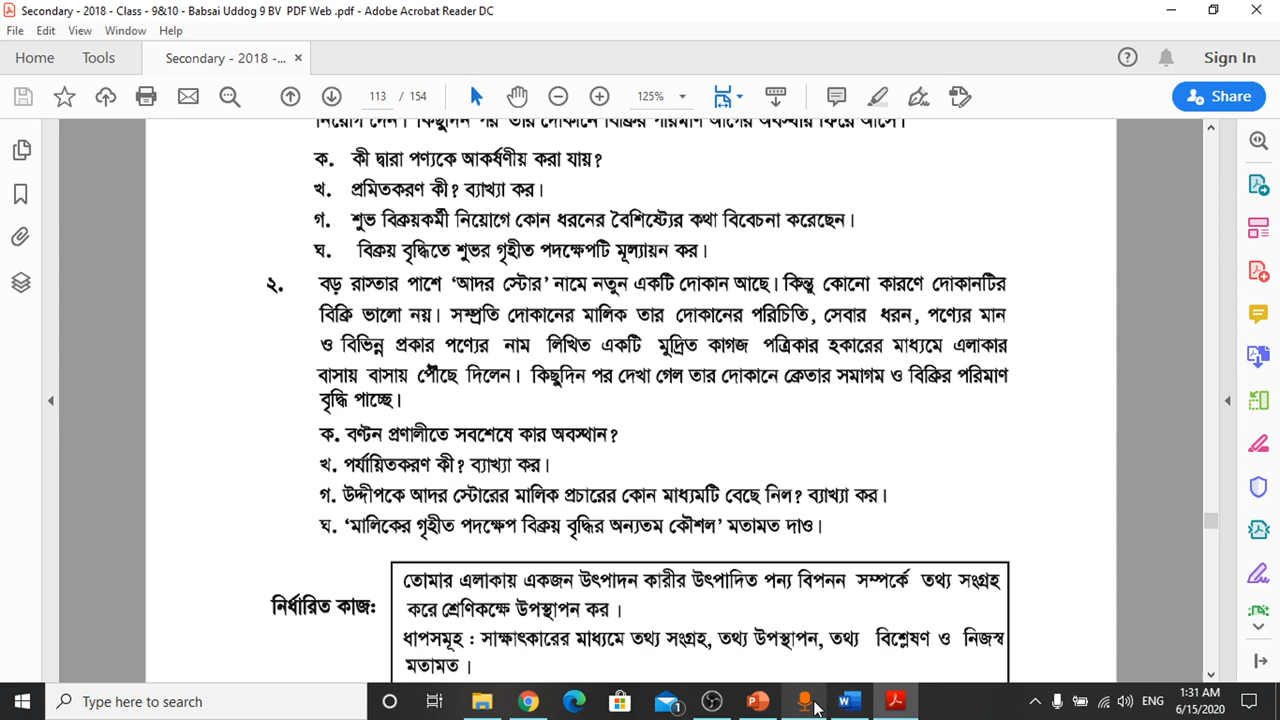 Secondary - 2018 - Class - 9&10 - Babsai Uddog 9 BV PDF Web .pdf - Adobe Acrobat Reader DC
File Edit View Window Help
Home Tools Secondary - 2018 -... × Sign In
113 / 154 125% Share
নিয়োগ দেন। কিছুদিন পর তার দোকানে বিক্রির পরিমাণ আগের অবস্থায় ফিরে আসে।
ক. কী দ্বারা পণ্যকে আকর্ষণীয় করা যায়?
খ. প্রমিতকরণ কী? ব্যাখ্যা কর।
গ. শুভ বিক্রয়কর্মী নিয়োগে কোন ধরনের বৈশিষ্ট্যের কথা বিবেচনা করেছেন।
ঘ. বিক্রয় বৃদ্ধিতে শুভর গৃহীত পদক্ষেপটি মূল্যায়ন কর।
২. বড় রাস্তার পাশে ‘আদর স্টোর’ নামে নতুন একটি দোকান আছে। কিন্তু কোনো কারণে দোকানটির
বিক্রি ভালো নয়। সম্প্রতি দোকানের মালিক তার দোকানের পরিচিতি, সেবার ধরন, পণ্যের মান
ও বিভিন্ন প্রকার পণ্যের নাম লিখিত একটি মুদ্রিত কাগজ পত্রিকার হকারের মাধ্যমে এলাকার
বাসায় বাসায় পৌঁছে দিলেন। কিছুদিন পর দেখা গেল তার দোকানে ক্রেতার সমাগম ও বিক্রির পরিমাণ
বৃদ্ধি পাচ্ছে।
ক. বণ্টন প্রণালীতে সবশেষে কার অবস্থান?
খ. পর্যায়িতকরণ কী? ব্যাখ্যা কর।
গ. উদ্দীপকে আদর স্টোরের মালিক প্রচারের কোন মাধ্যমটি বেছে নিল? ব্যাখ্যা কর।
ঘ. ‘মালিকের গৃহীত পদক্ষেপ বিক্রয় বৃদ্ধির অন্যতম কৌশল’ মতামত দাও।
তোমার এলাকায় একজন উৎপাদন কারীর উৎপাদিত পন্য বিপনন সম্পর্কে তথ্য সংগ্রহ
নির্ধারিত কাজঃ করে শ্রেণিকক্ষে উপস্থাপন কর ।
ধাপসমূহ : সাক্ষাৎকারের মাধ্যমে তথ্য সংগ্রহ, তথ্য উপস্থাপন, তথ্য বিশ্লেষণ ও নিজস্ব
মতামত ।
Type here to search 1 ENG 1:31 AM
6/15/2020